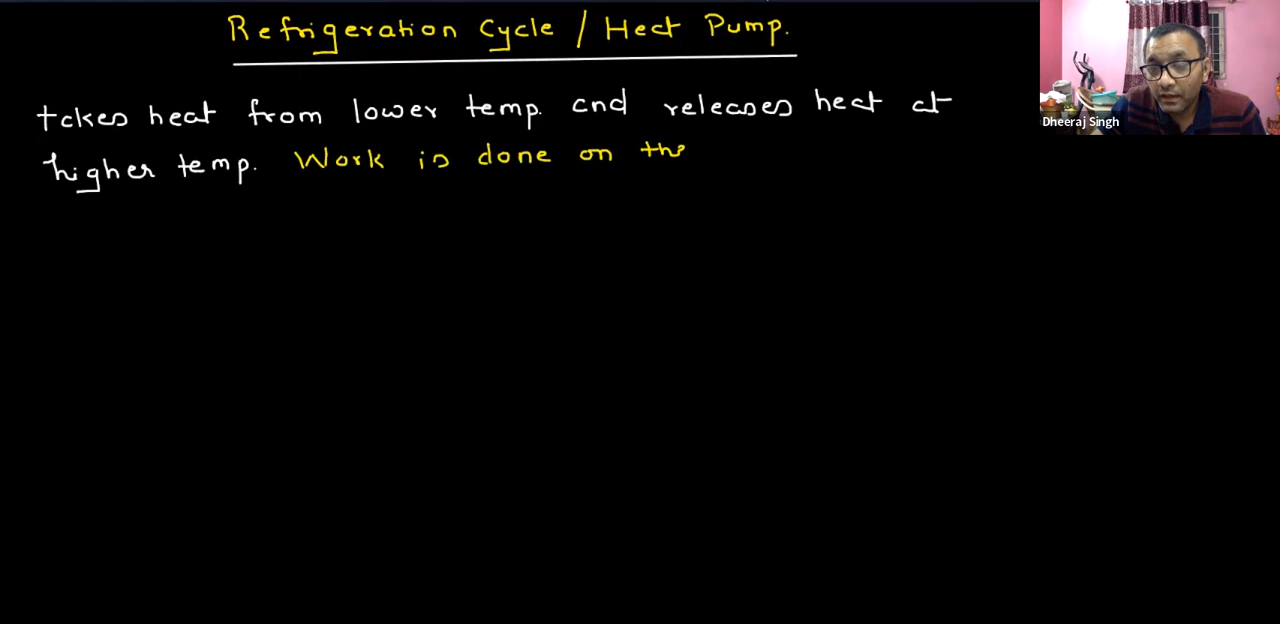 Refrigeration Cycle / Heat Pump.
takes heat from lower temp. and releases heat at
higher temp. Work is done on the
Dheeraj Singh